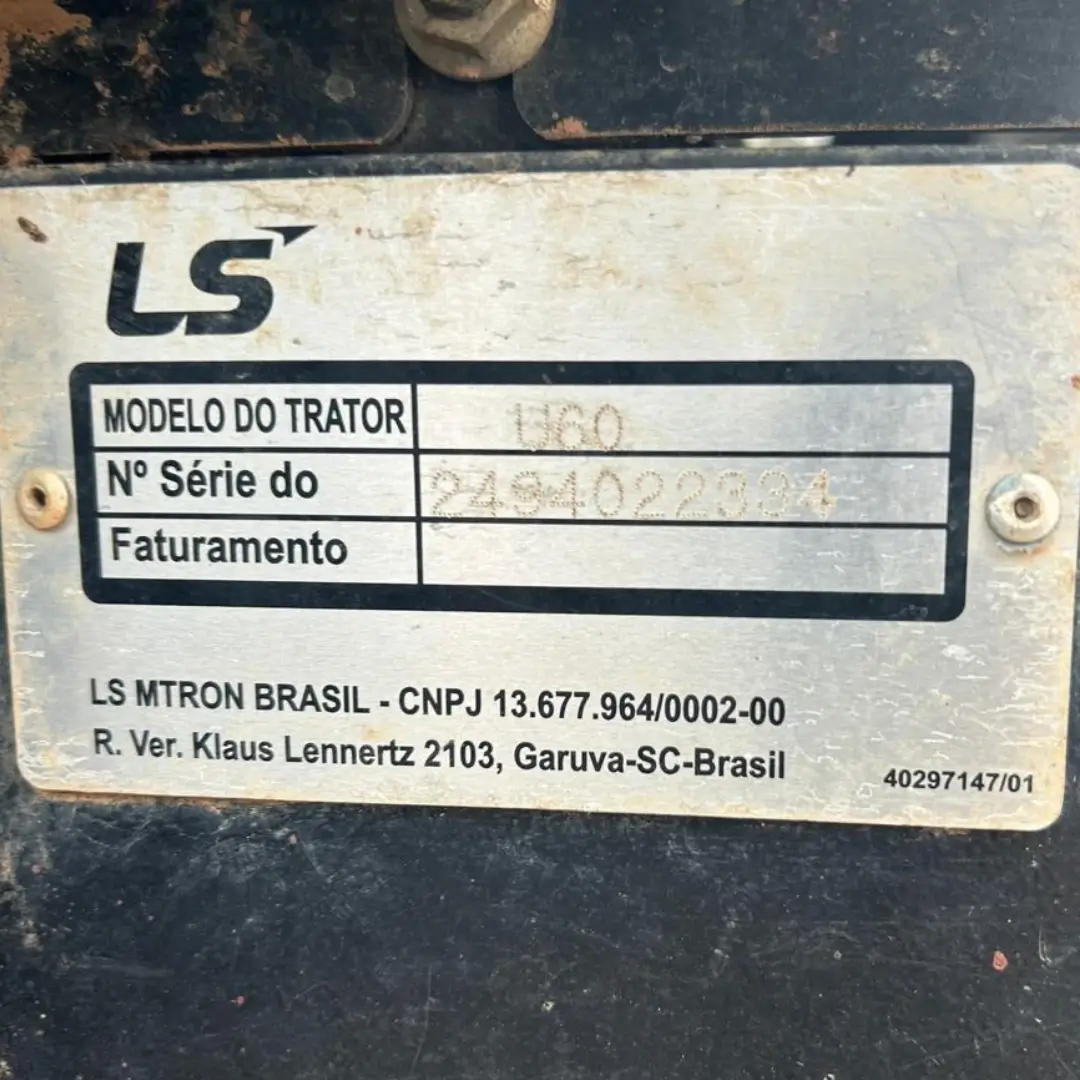 LS
MODELO DO TRATOR U60
Nº Série do 2494022334
Faturamento
LS MTRON BRASIL - CNPJ 13.677.964/0002-00
R. Ver. Klaus Lennertz 2103, Garuva-SC-Brasil
40297147/01